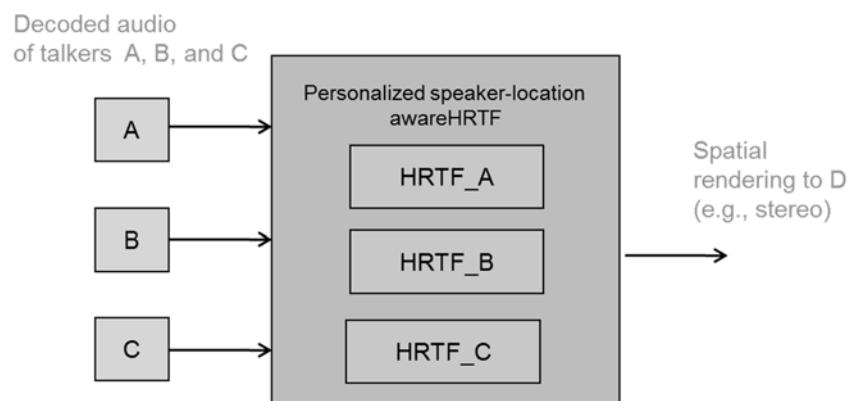 Decoded audio
of talkers A, B, and C
Personalized speaker-location
awareHRTF
A
HRTF_A
B
HRTF_B
C
HRTF_C
Spatial
rendering to D
(e.g., stereo)